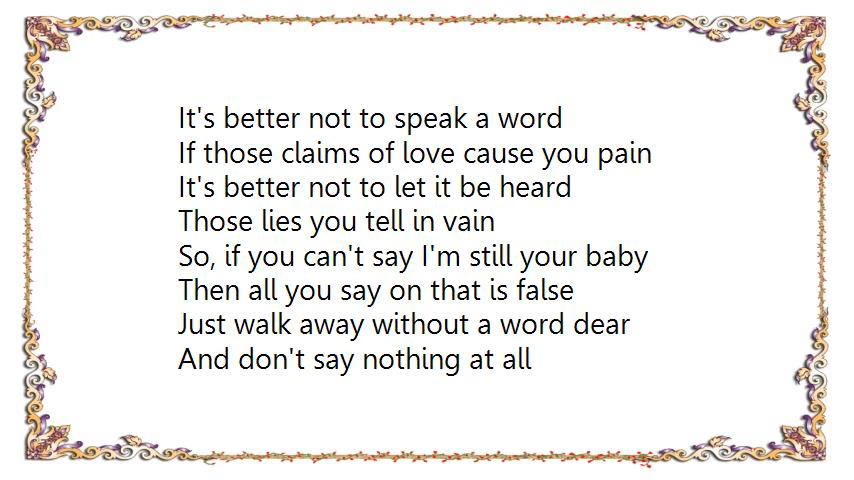 It's better not to speak a word
If those claims of love cause you pain
It's better not to let it be heard
Those lies you tell in vain
So, if you can't say I'm still your baby
Then all you say on that is false
Just walk away without a word dear
And don't say nothing at all